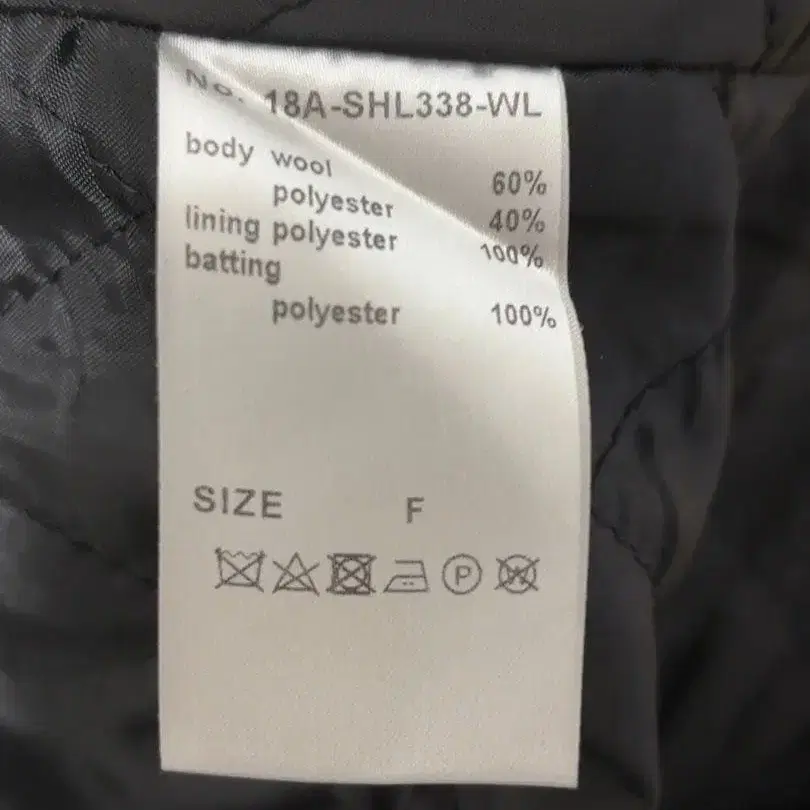 No. 18A-SHL338-WL
body wool 60%
polyester 40%
lining polyester 100%
batting
polyester 100%
SIZE F
P W